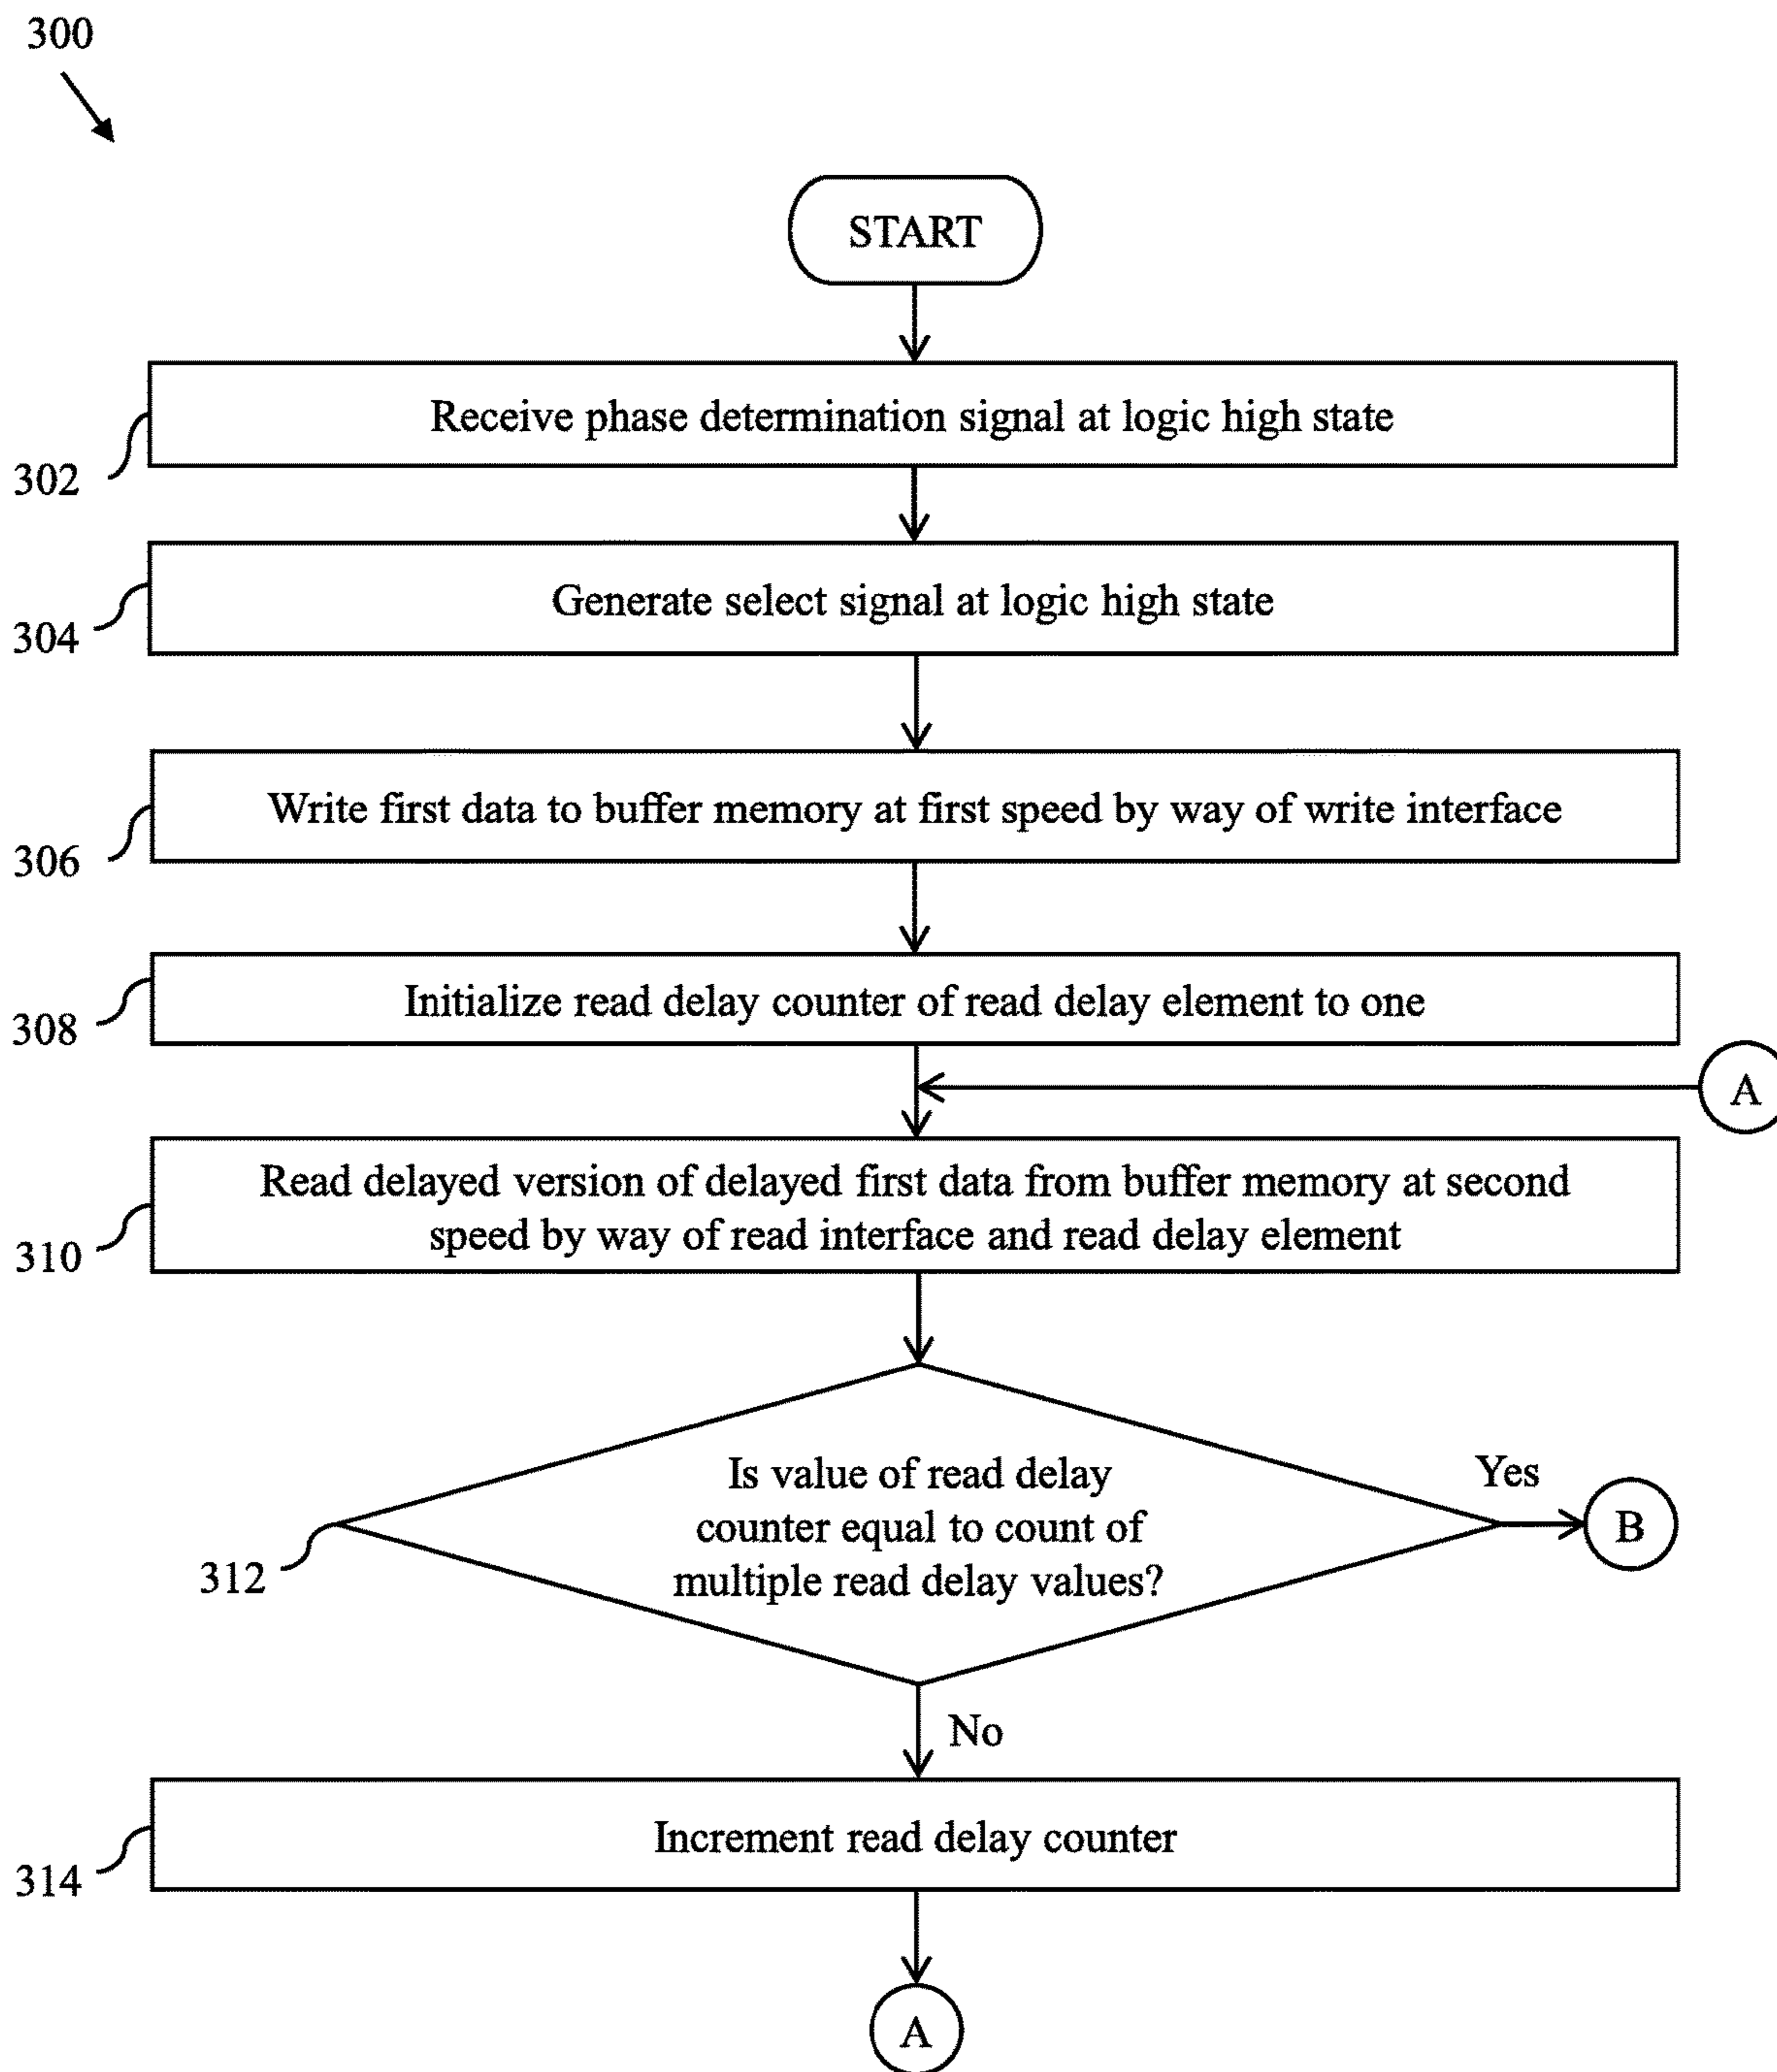 300
START
Receive phase determination signal at logic high state
302
Generate select signal at logic high state
304
Write first data to buffer memory at first speed by way of write interface
306
Initialize read delay counter of read delay element to one
308
A
Read delayed version of delayed first data from buffer memory at second
speed by way of read interface and read delay element
310
Is value of read delay
counter equal to count of
multiple read delay values?
Yes
B
312
No
Increment read delay counter
314
A